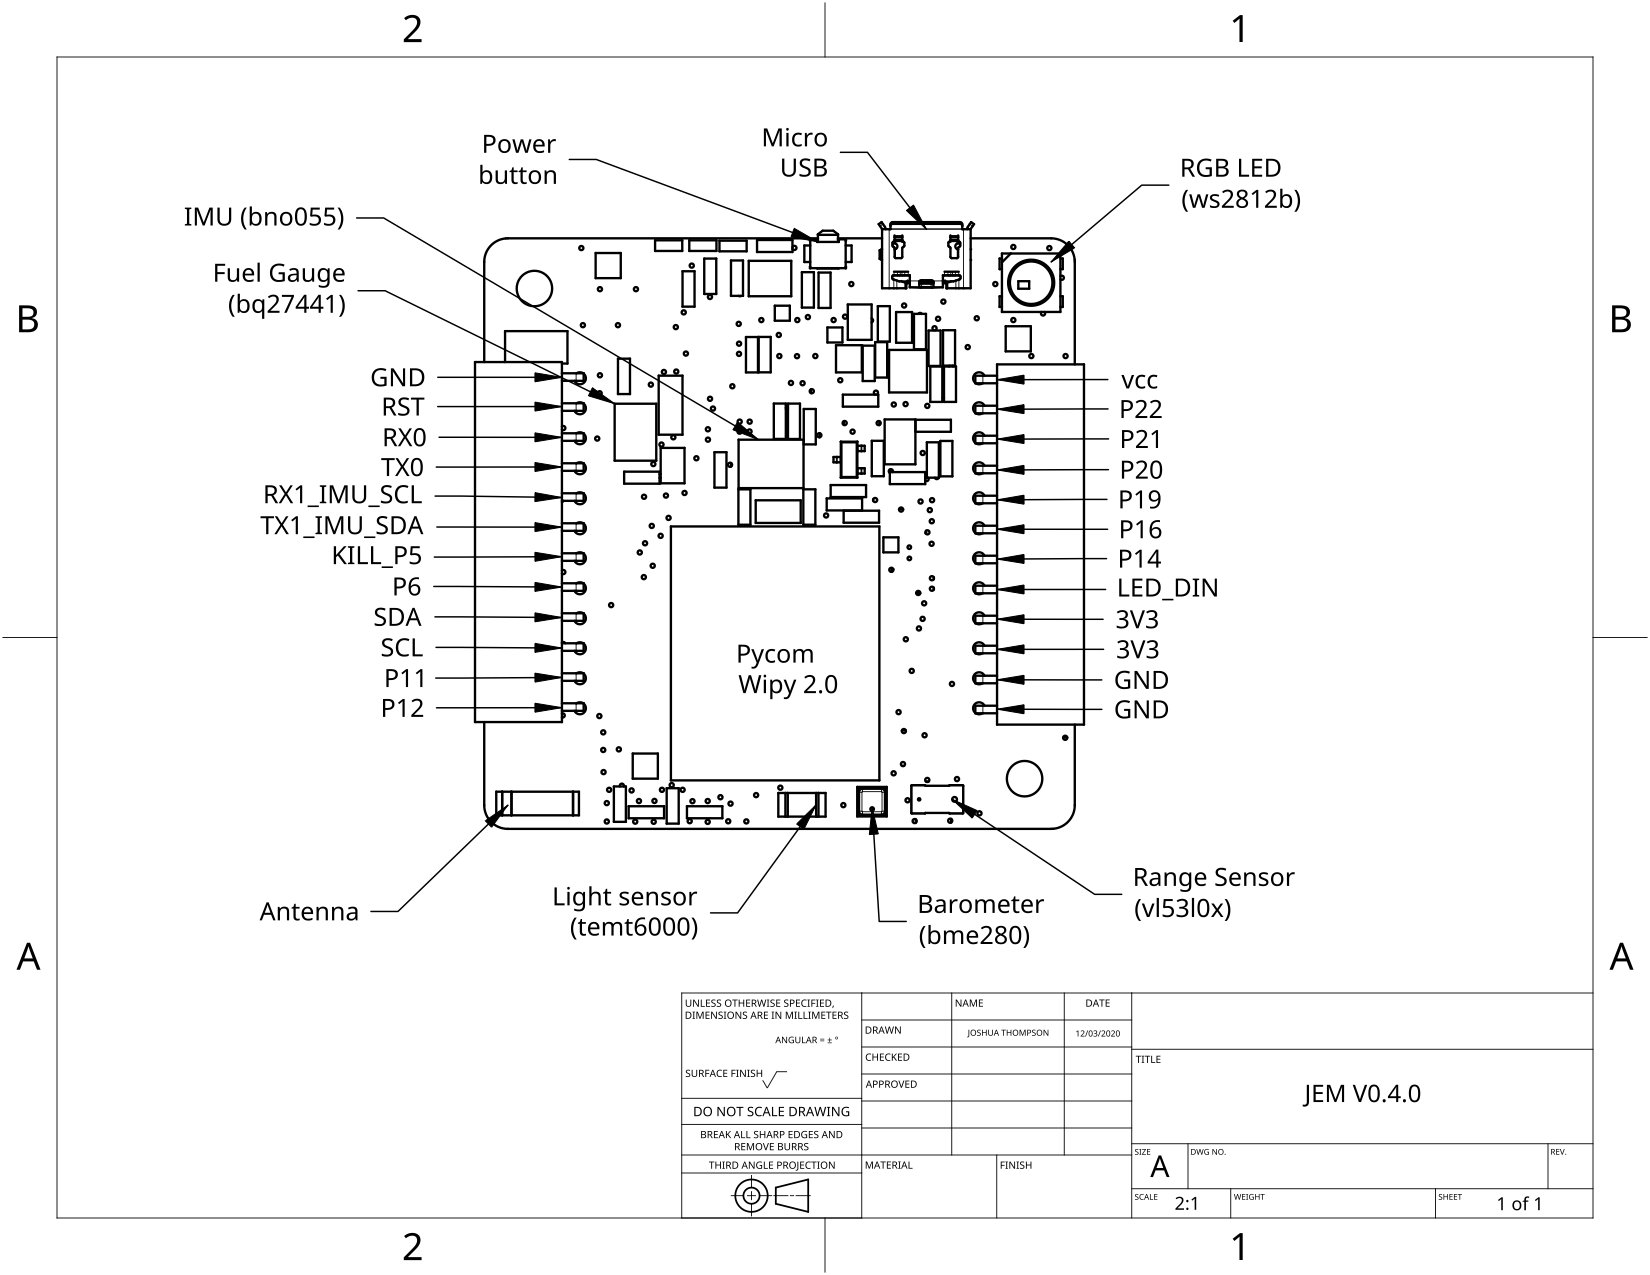 2
1
B
B
A
A
Power
button
Micro
USB
RGB LED
(ws2812b)
IMU (bno055)
Fuel Gauge
(bq27441)
GND
RST
RX0
TX0
RX1_IMU_SCL
TX1_IMU_SDA
KILL_P5
P6
SDA
SCL
P11
P12
vcc
P22
P21
P20
P19
P16
P14
LED_DIN
3V3
3V3
GND
GND
Pycom
Wipy 2.0
Antenna
Light sensor
(temt6000)
Barometer
(bme280)
Range Sensor
(vl53l0x)
UNLESS OTHERWISE SPECIFIED,
DIMENSIONS ARE IN MILLIMETERS
ANGULAR = ± °
SURFACE FINISH
DO NOT SCALE DRAWING
BREAK ALL SHARP EDGES AND
REMOVE BURRS
THIRD ANGLE PROJECTION
NAME
DATE
DRAWN
JOSHUA THOMPSON
12/03/2020
CHECKED
APPROVED
MATERIAL
FINISH
TITLE
JEM V0.4.0
SIZE
A
DWG NO.
REV.
SCALE
2:1
WEIGHT
SHEET
1 of 1
2
1